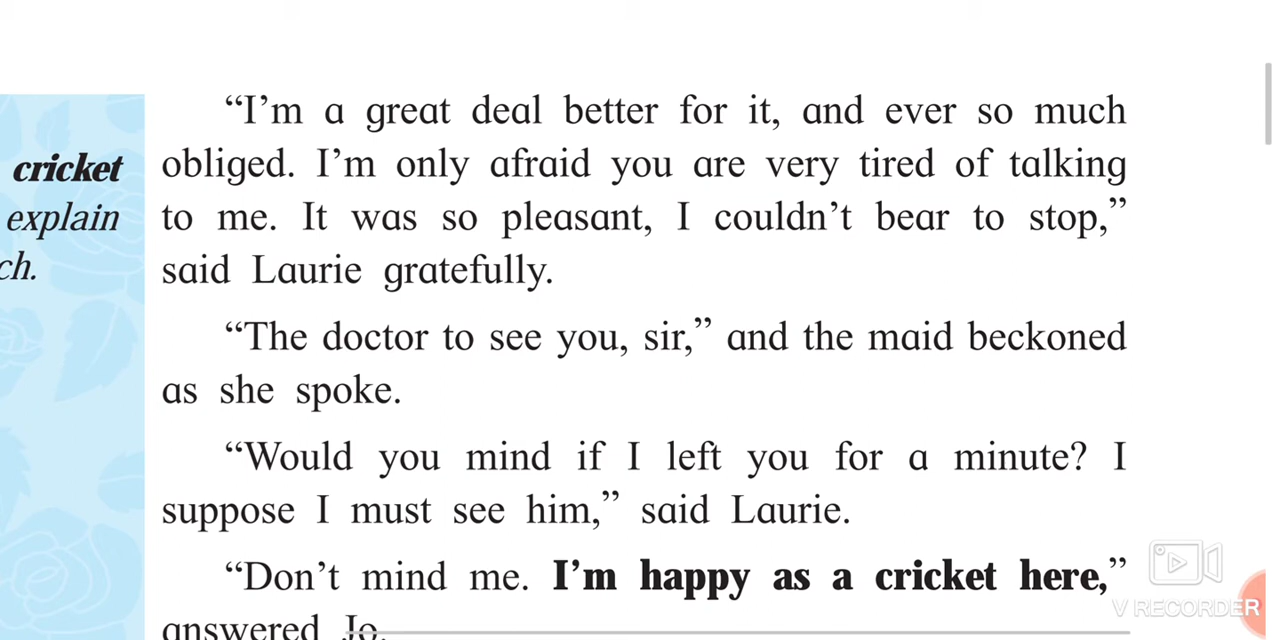 cricket
explain
ch.
“I’m a great deal better for it, and ever so much
obliged. I’m only afraid you are very tired of talking
to me. It was so pleasant, I couldn’t bear to stop,”
said Laurie gratefully.
“The doctor to see you, sir,” and the maid beckoned
as she spoke.
“Would you mind if I left you for a minute? I
suppose I must see him,” said Laurie.
“Don’t mind me. I’m happy as a cricket here,”
answered Jo.
V RECORDER